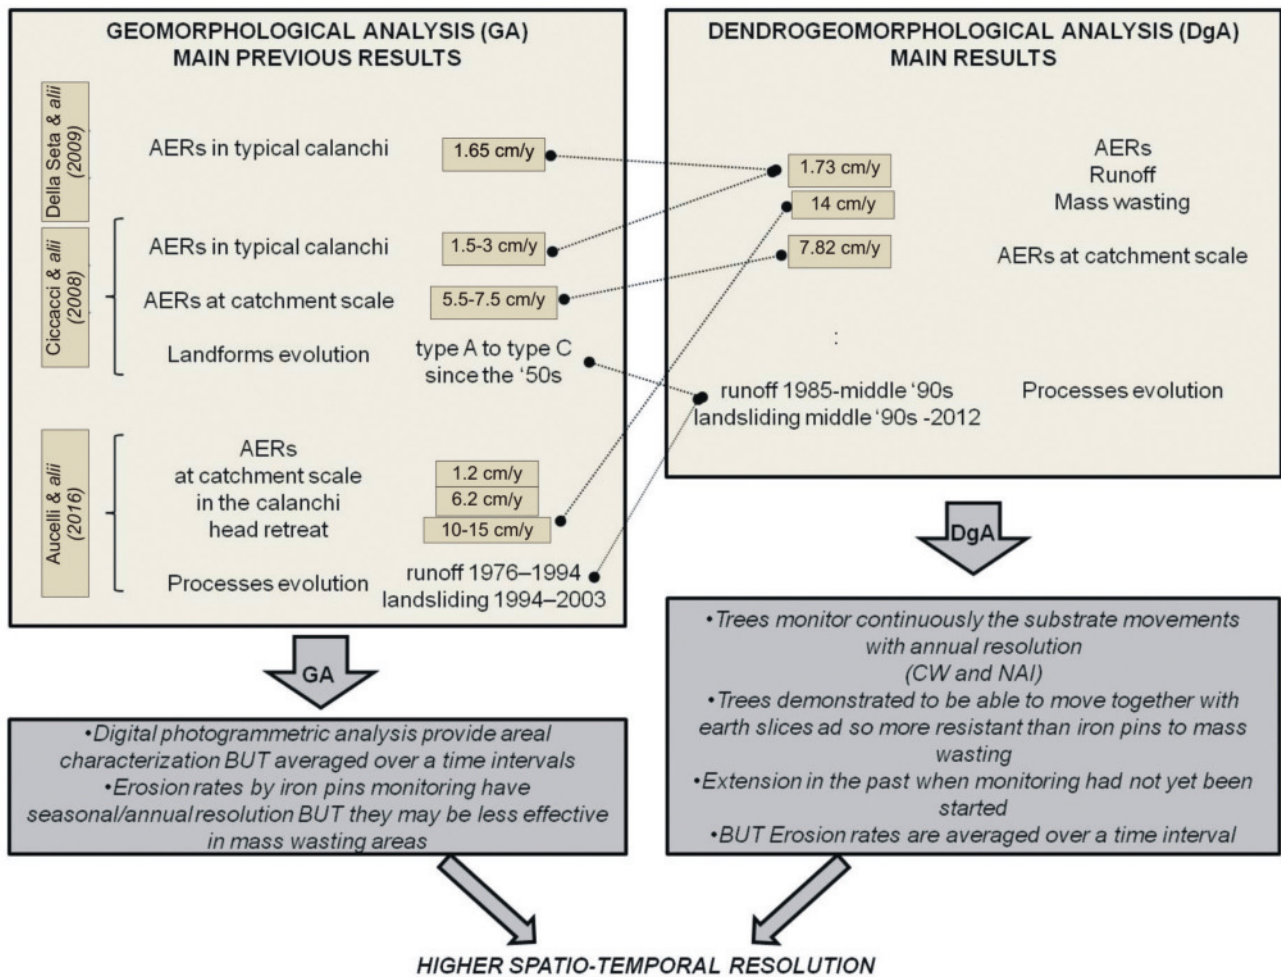 GEOMORPHOLOGICAL ANALYSIS (GA)
MAIN PREVIOUS RESULTS
Della Seta & alii
(2009)
AERs in typical calanchi
1.65 cm/y
Ciccacci & alii
(2008)
AERs in typical calanchi
1.5-3 cm/y
AERs at catchment scale
5.5-7.5 cm/y
Landforms evolution
type A to type C
since the ‘50s
Aucelli & alii
(2016)
AERs
at catchment scale
in the calanchi
head retreat
1.2 cm/y
6.2 cm/y
10-15 cm/y
Processes evolution
runoff 1976–1994
landsliding 1994–2003
DENDROGEOMORPHOLOGICAL ANALYSIS (DgA)
MAIN RESULTS
1.73 cm/y
14 cm/y
AERs
Runoff
Mass wasting
7.82 cm/y
AERs at catchment scale
:
runoff 1985-middle ‘90s
landsliding middle ‘90s -2012
Processes evolution
GA
•Digital photogrammetric analysis provide areal
characterization BUT averaged over a time intervals
•Erosion rates by iron pins monitoring have
seasonal/annual resolution BUT they may be less effective
in mass wasting areas
DgA
•Trees monitor continuously the substrate movements
with annual resolution
(CW and NAI)
•Trees demonstrated to be able to move together with
earth slices ad so more resistant than iron pins to mass
wasting
•Extension in the past when monitoring had not yet been
started
•BUT Erosion rates are averaged over a time interval
HIGHER SPATIO-TEMPORAL RESOLUTION